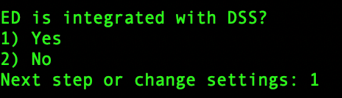 ED is integrated with DSS?
1) Yes
2) No
Next step or change settings: 1